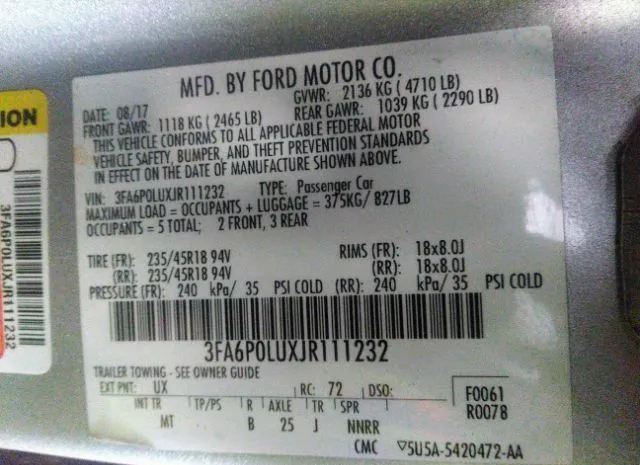 MFD. BY FORD MOTOR CO.
DATE: 08/17 GVWR: 2136 KG ( 4710 LB)
FRONT GAWR: 1118 KG ( 2465 LB) REAR GAWR: 1039 KG ( 2290 LB)
THIS VEHICLE CONFORMS TO ALL APPLICABLE FEDERAL MOTOR
VEHICLE SAFETY, BUMPER, AND THEFT PREVENTION STANDARDS
IN EFFECT ON THE DATE OF MANUFACTURE SHOWN ABOVE.
VIN: 3FA6P0LUXJR111232 TYPE: Passenger Car
MAXIMUM LOAD = OCCUPANTS + LUGGAGE = 375KG/ 827LB
OCCUPANTS = 5 TOTAL; 2 FRONT, 3 REAR
TIRE (FR): 235/45R18 94V RIMS (FR): 18x8.0J
(RR): 235/45R18 94V (RR): 18x8.0J
PRESSURE (FR): 240 kPa/ 35 PSI COLD (RR): 240 kPa/ 35 PSI COLD
3FA6P0LUXJR111232
TRAILER TOWING - SEE OWNER GUIDE
EXT PNT: UX RC: 72 DSO: F0061
INT TR TP/PS R AXLE TR SPR R0078
MT B 25 J NNRR
CMC ▽5U5A-5420472-AA
ION
3FA6P0LUXJR111232